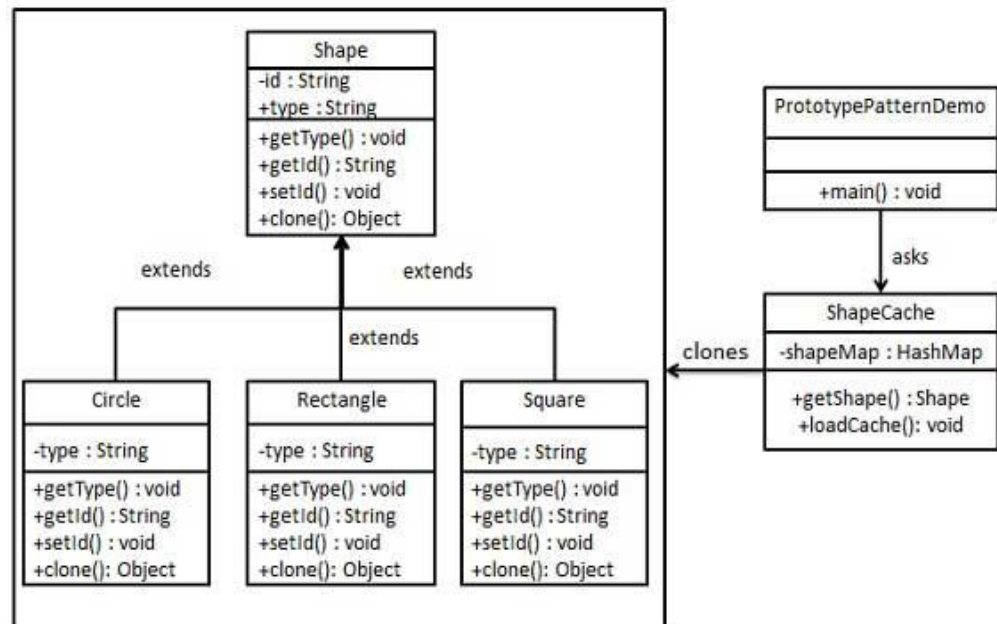 Shape
-id : String
+type : String
+getType() : void
+getId() : String
+setId() : void
+clone(): Object
extends
extends
extends
Circle
-type : String
+getType() : void
+getId() : String
+setId() : void
+clone(): Object
Rectangle
-type : String
+getType() : void
+getId() : String
+setId() : void
+clone(): Object
Square
-type : String
+getType() : void
+getId() : String
+setId() : void
+clone(): Object
PrototypePatternDemo
+main() : void
asks
ShapeCache
-shapeMap : HashMap
+getShape() : Shape
+loadCache(): void
clones